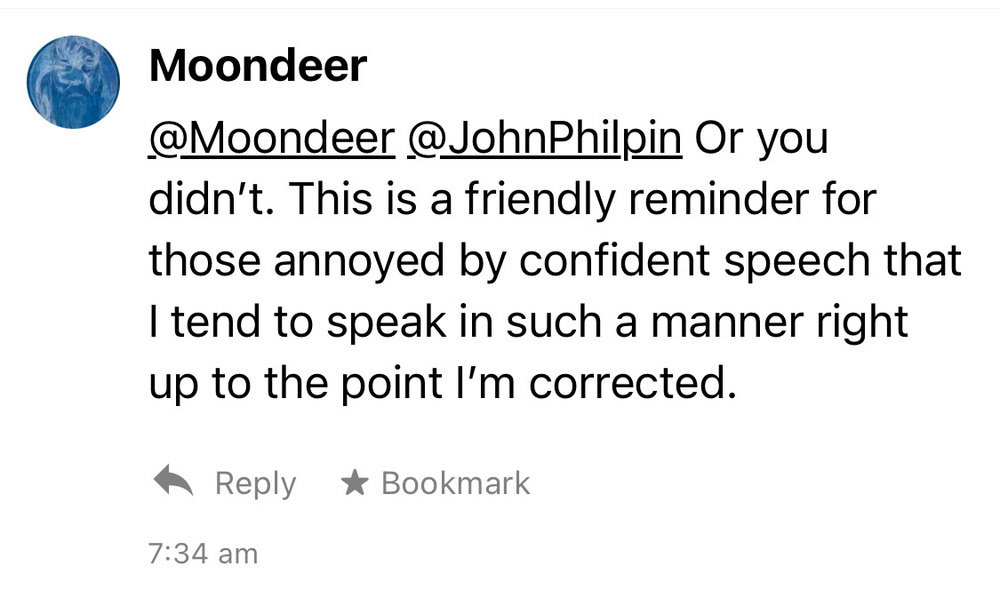 Moondeer
@Moondeer @JohnPhilpin Or you
didn’t. This is a friendly reminder for
those annoyed by confident speech that
I tend to speak in such a manner right
up to the point I’m corrected.
Reply Bookmark
7:34 am